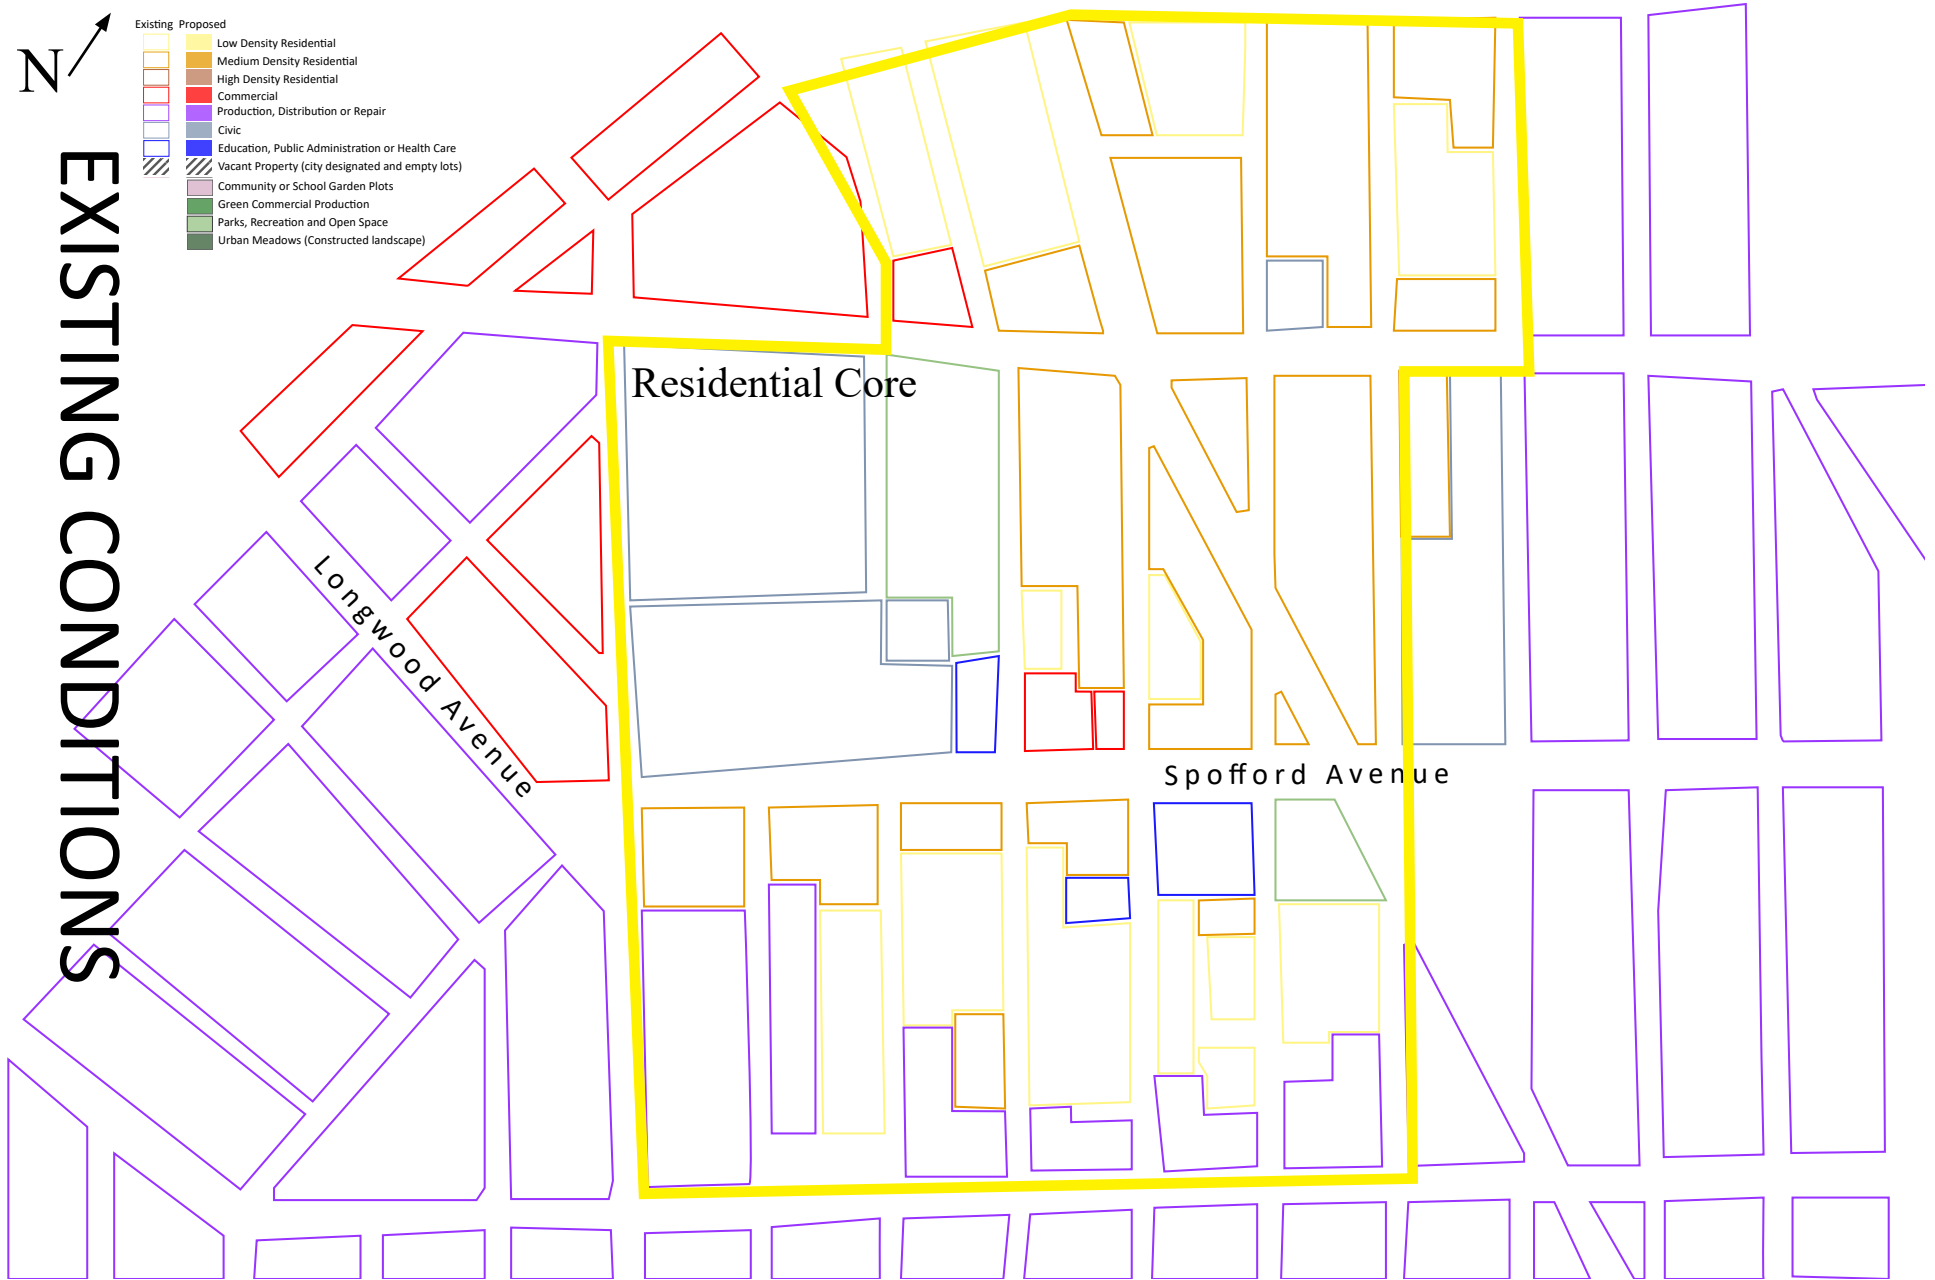 Existing Proposed
Low Density Residential
Medium Density Residential
High Density Residential
Commercial
Production, Distribution or Repair
Civic
Education, Public Administration or Health Care
Vacant Property (city designated and empty lots)
Community or School Garden Plots
Green Commercial Production
Parks, Recreation and Open Space
Urban Meadows (Constructed landscape)
N
EXISTING CONDITIONS
Residential Core
Longwood Avenue
Spofford Avenue